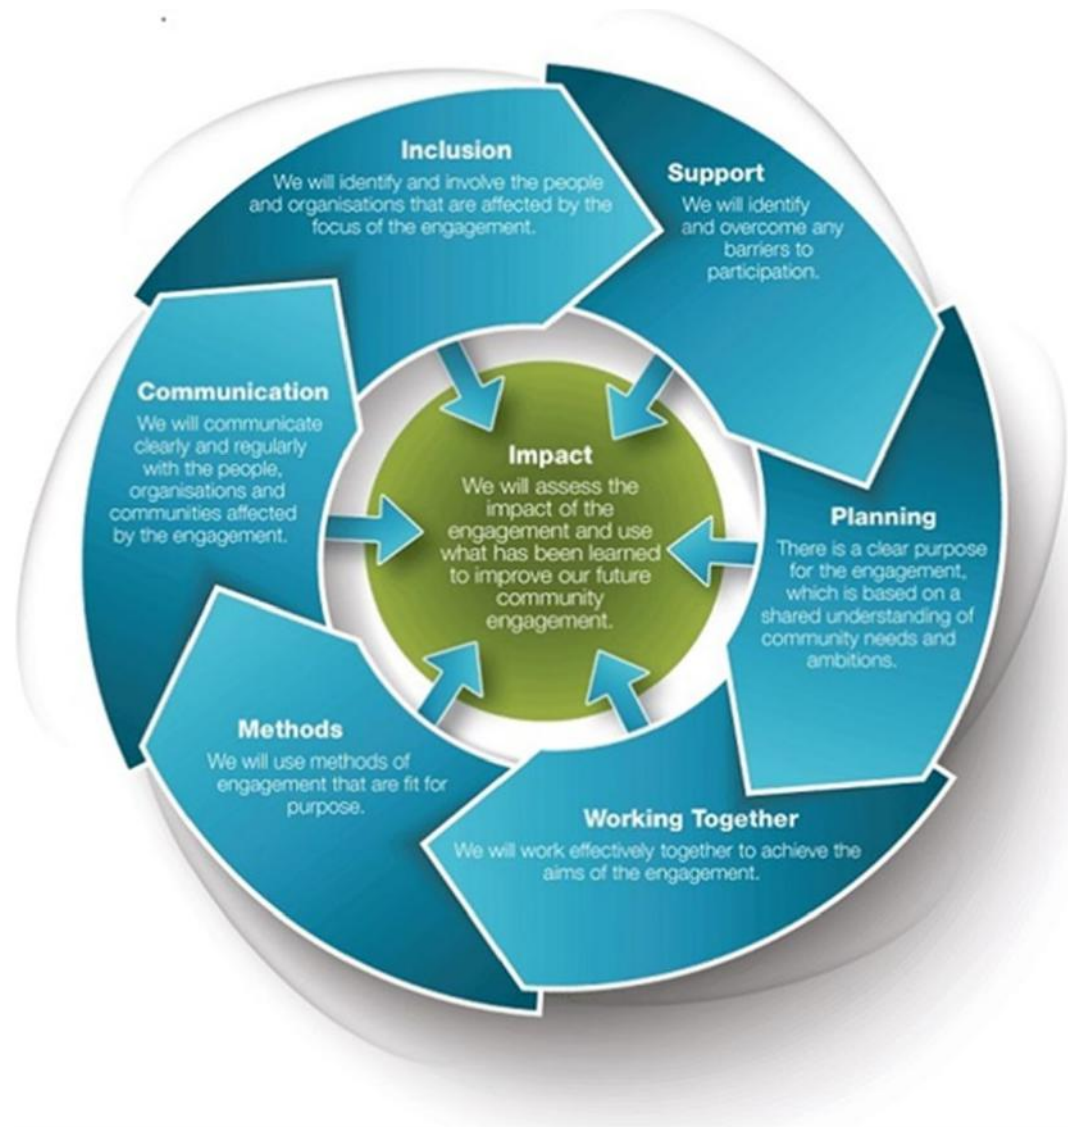 Inclusion
We will identify and involve the people
and organisations that are affected by the
focus of the engagement.
Support
We will identify
and overcome any
barriers to
participation.
Planning
There is a clear purpose
for the engagement,
which is based on a
shared understanding of
community needs and
ambitions.
Working Together
We will work effectively together to achieve the
aims of the engagement.
Methods
We will use methods of
engagement that are fit for
purpose.
Communication
We will communicate
clearly and regularly
with the people,
organisations and
communities affected
by the engagement.
Impact
We will assess the
impact of the
engagement and use
what has been learned
to improve our future
community
engagement.